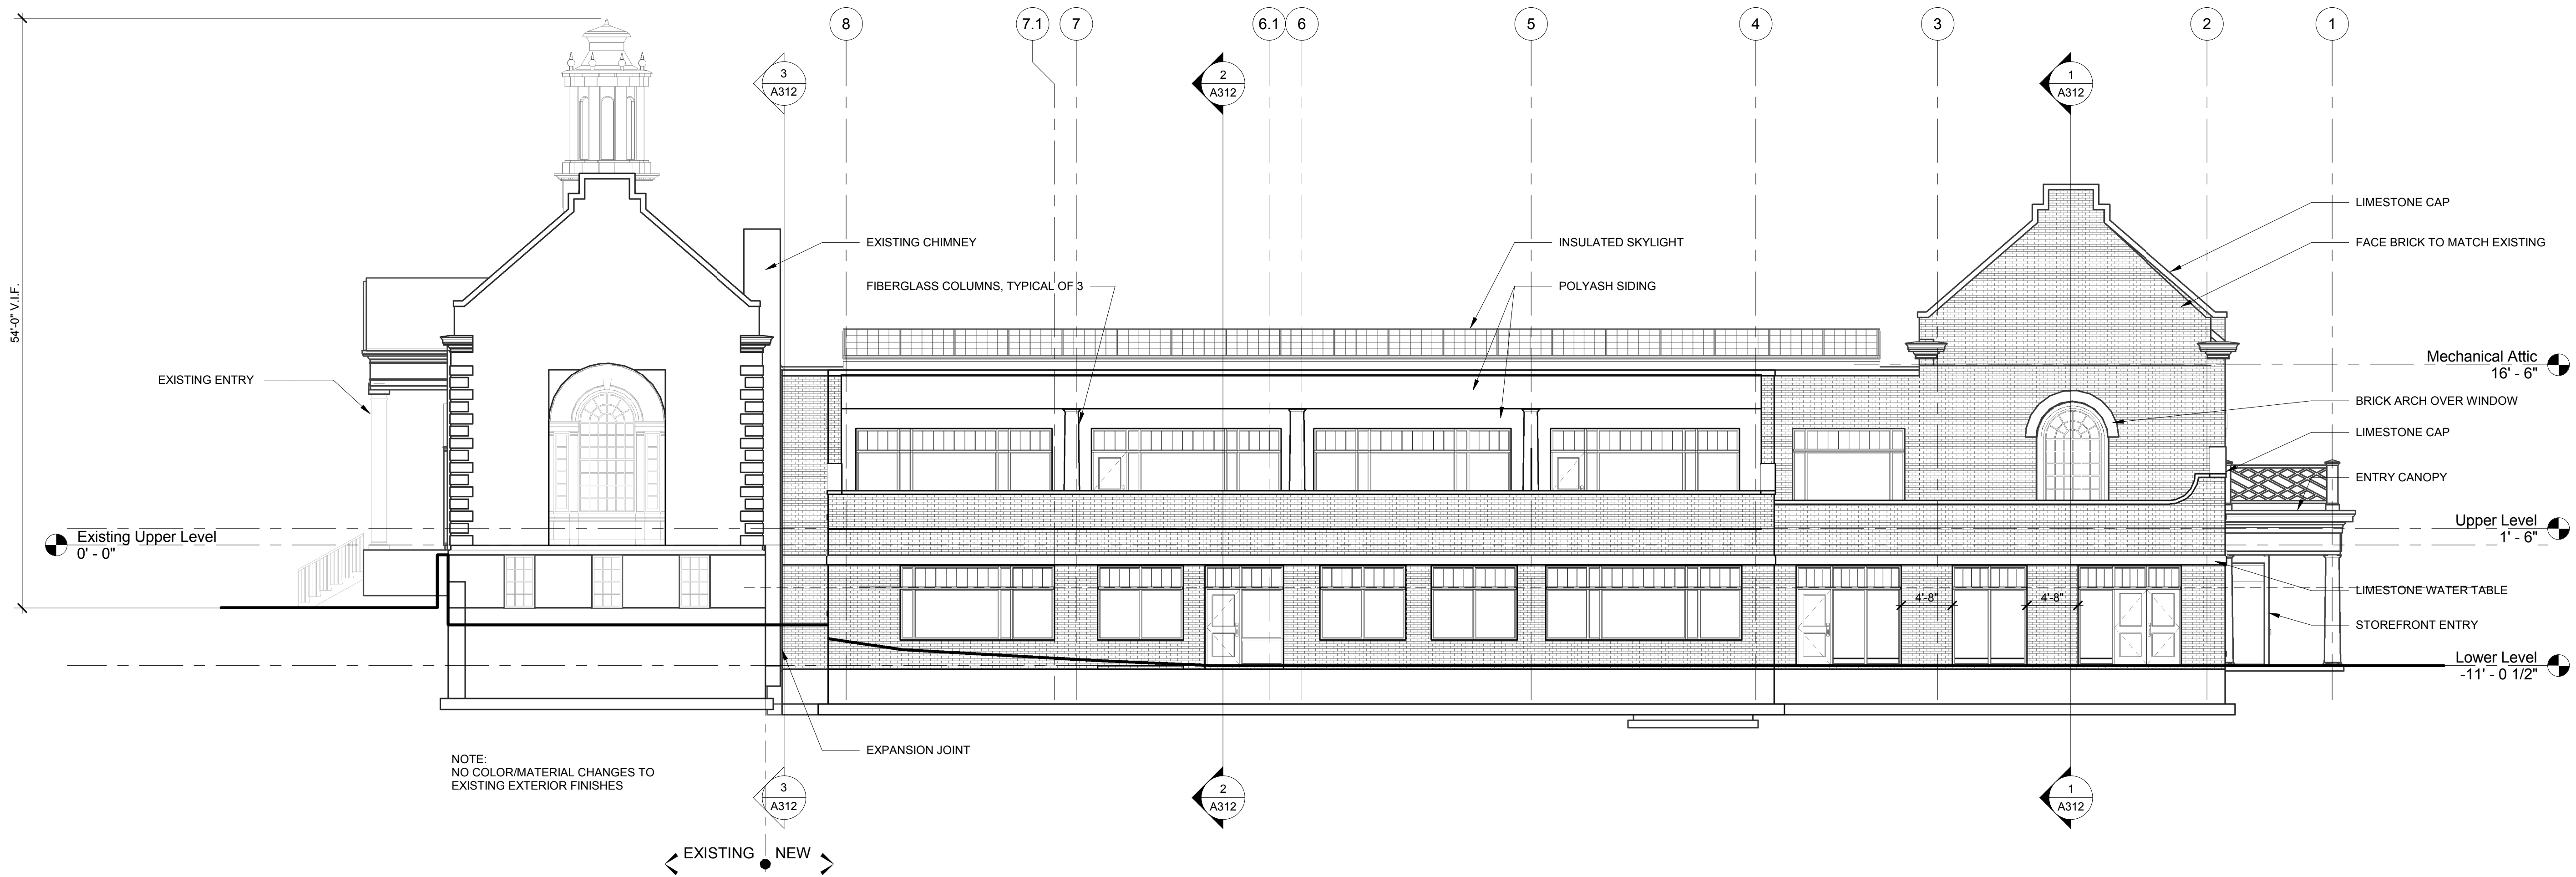 8
7.1
7
6.1
6
5
4
3
2
1
3
A312
2
A312
1
A312
54'-0" V.I.F.
LIMESTONE CAP
EXISTING CHIMNEY
INSULATED SKYLIGHT
FACE BRICK TO MATCH EXISTING
FIBERGLASS COLUMNS, TYPICAL OF 3
POLYASH SIDING
Mechanical Attic
16' - 6"
EXISTING ENTRY
BRICK ARCH OVER WINDOW
LIMESTONE CAP
ENTRY CANOPY
Existing Upper Level
0' - 0"
Upper Level
1' - 6"
LIMESTONE WATER TABLE
4'-8"
4'-8"
STOREFRONT ENTRY
Lower Level
-11' - 0 1/2"
EXPANSION JOINT
NOTE:
NO COLOR/MATERIAL CHANGES TO
EXISTING EXTERIOR FINISHES
3
A312
2
A312
1
A312
EXISTING NEW